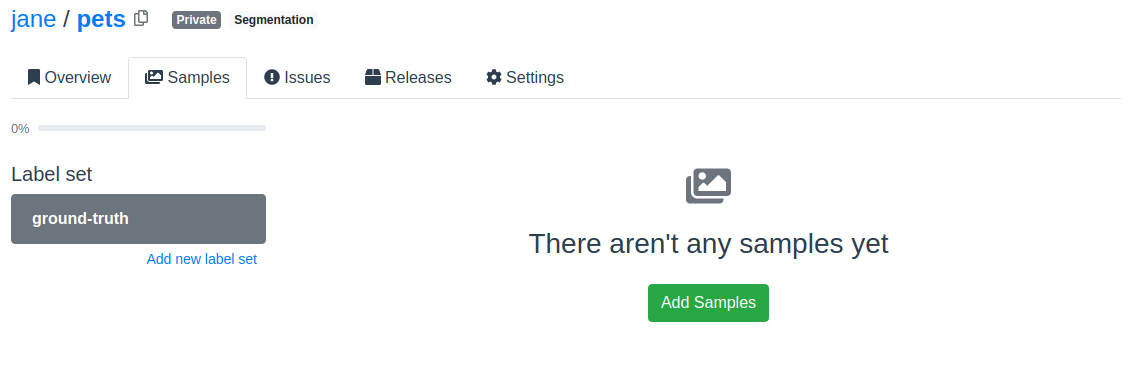 jane / pets Private Segmentation
Overview Samples Issues Releases Settings
0%
Label set
ground-truth
Add new label set
There aren't any samples yet
Add Samples